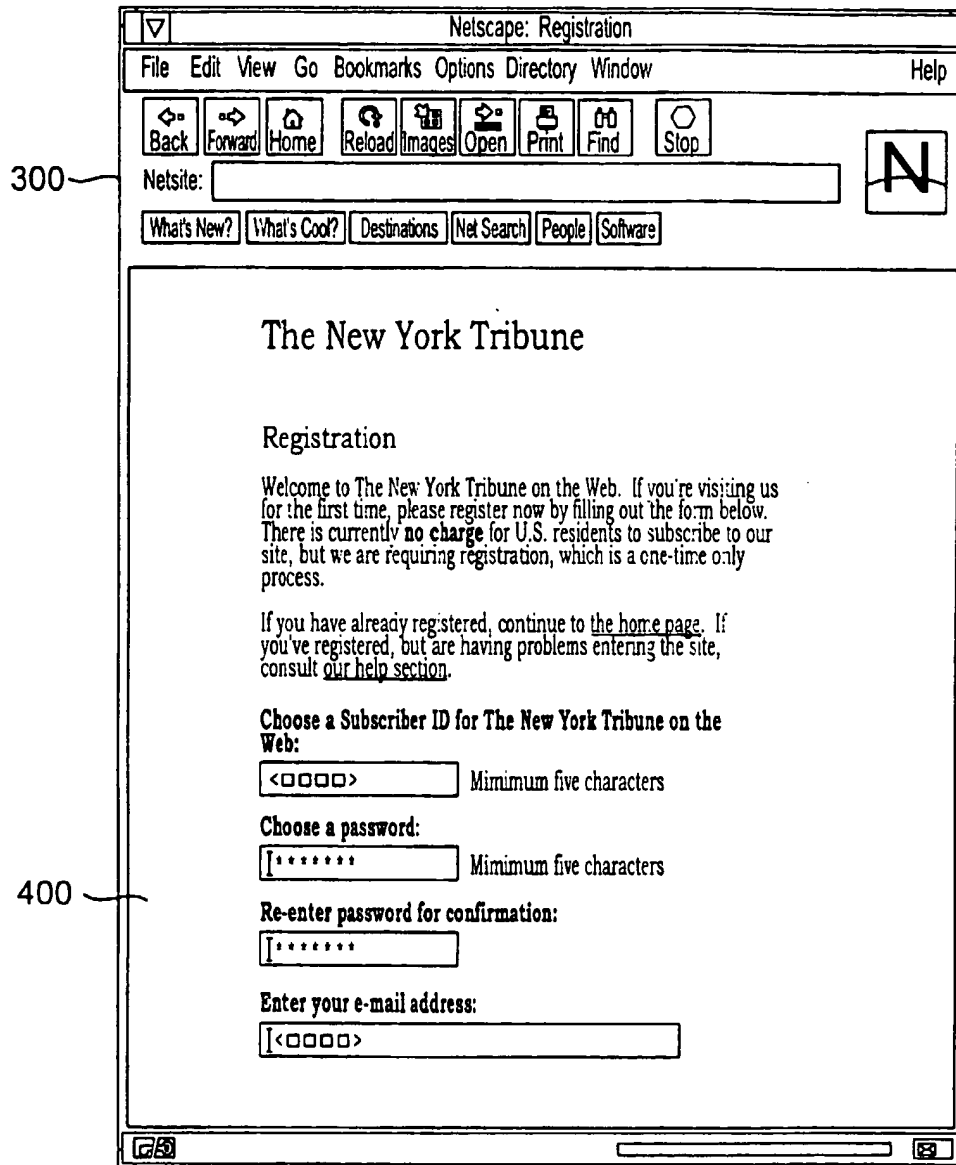 Netscape: Registration
File Edit View Go Bookmarks Options Directory Window Help
Back Forward Home Reload Images Open Print Find Stop
N
300
Netsite:
What's New? What's Cool? Destinations Net Search People Software
The New York Tribune
Registration
Welcome to The New York Tribune on the Web. If you're visiting us
for the first time, please register now by filling out the form below.
There is currently no charge for U.S. residents to subscribe to our
site, but we are requiring registration, which is a one-time only
process.
If you have already registered, continue to the home page. If
you've registered, but are having problems entering the site,
consult our help section.
Choose a Subscriber ID for The New York Tribune on the
Web:
<□□□□> Mimimum five characters
Choose a password:
******* Mimimum five characters
400
Re-enter password for confirmation:
*******
Enter your e-mail address:
<□□□□>